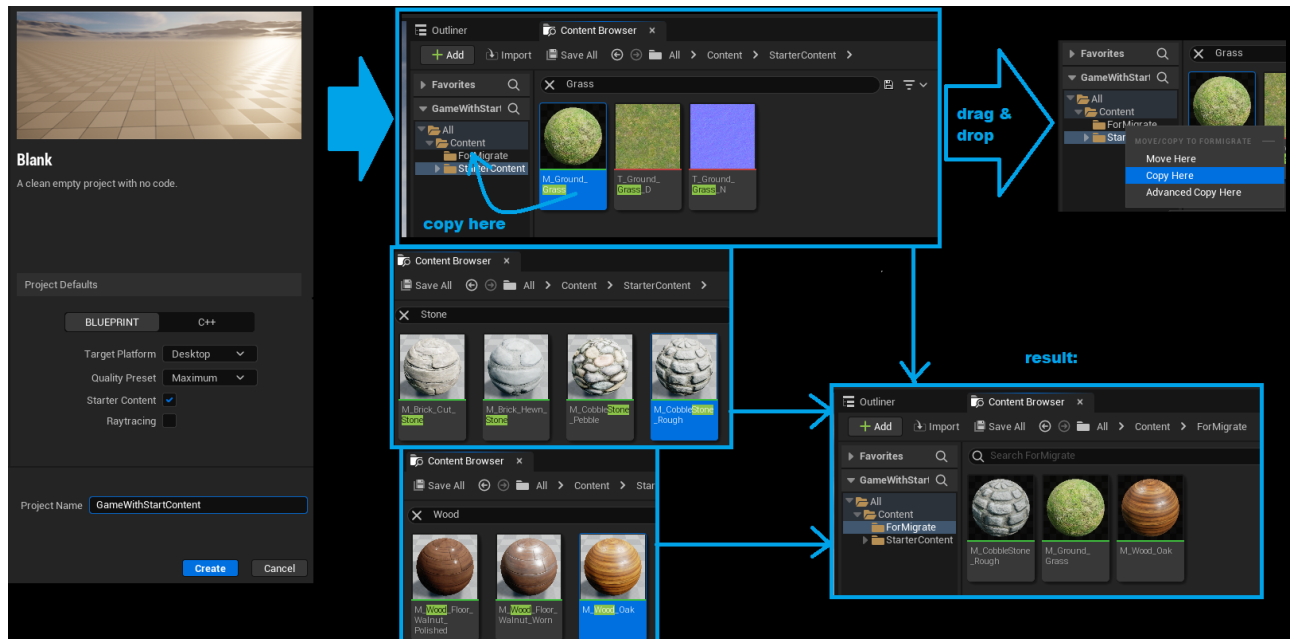 Blank
A clean empty project with no code.
Project Defaults
BLUEPRINT C++
Target Platform Desktop
Quality Preset Maximum
Starter Content
Raytracing
Project Name GameWithStartContent
Create Cancel
Outliner Content Browser ×
+ Add Import Save All All > Content > StarterContent >
Favorites Grass
GameWithStart
All
Content
ForMigrate
StarterContent
M_Ground_
Grass
T_Ground_
Grass_D
T_Ground_
Grass_N
copy here
drag &
drop
Favorites Grass
GameWithStart
All
Content
ForMigrate
Star
MOVE/COPY TO FORMIGRATE
Move Here
Copy Here
Advanced Copy Here
Content Browser ×
Save All All > Content > StarterContent >
Stone
M_Brick_Cut_
Stone
M_Brick_Hewn_
Stone
M_CobbleStone
_Pebble
M_CobbleStone
_Rough
Content Browser ×
Save All All > Content > Star
Wood
M_Wood_Floor_
Walnut_
Polished
M_Wood_Floor_
Walnut_Worn
M_Wood_Oak
result:
Outliner Content Browser ×
+ Add Import Save All All > Content > ForMigrate
Favorites Search ForMigrate
GameWithStart
All
Content
ForMigrate
StarterContent
M_CobbleStone
_Rough
M_Ground_
Grass
M_Wood_Oak